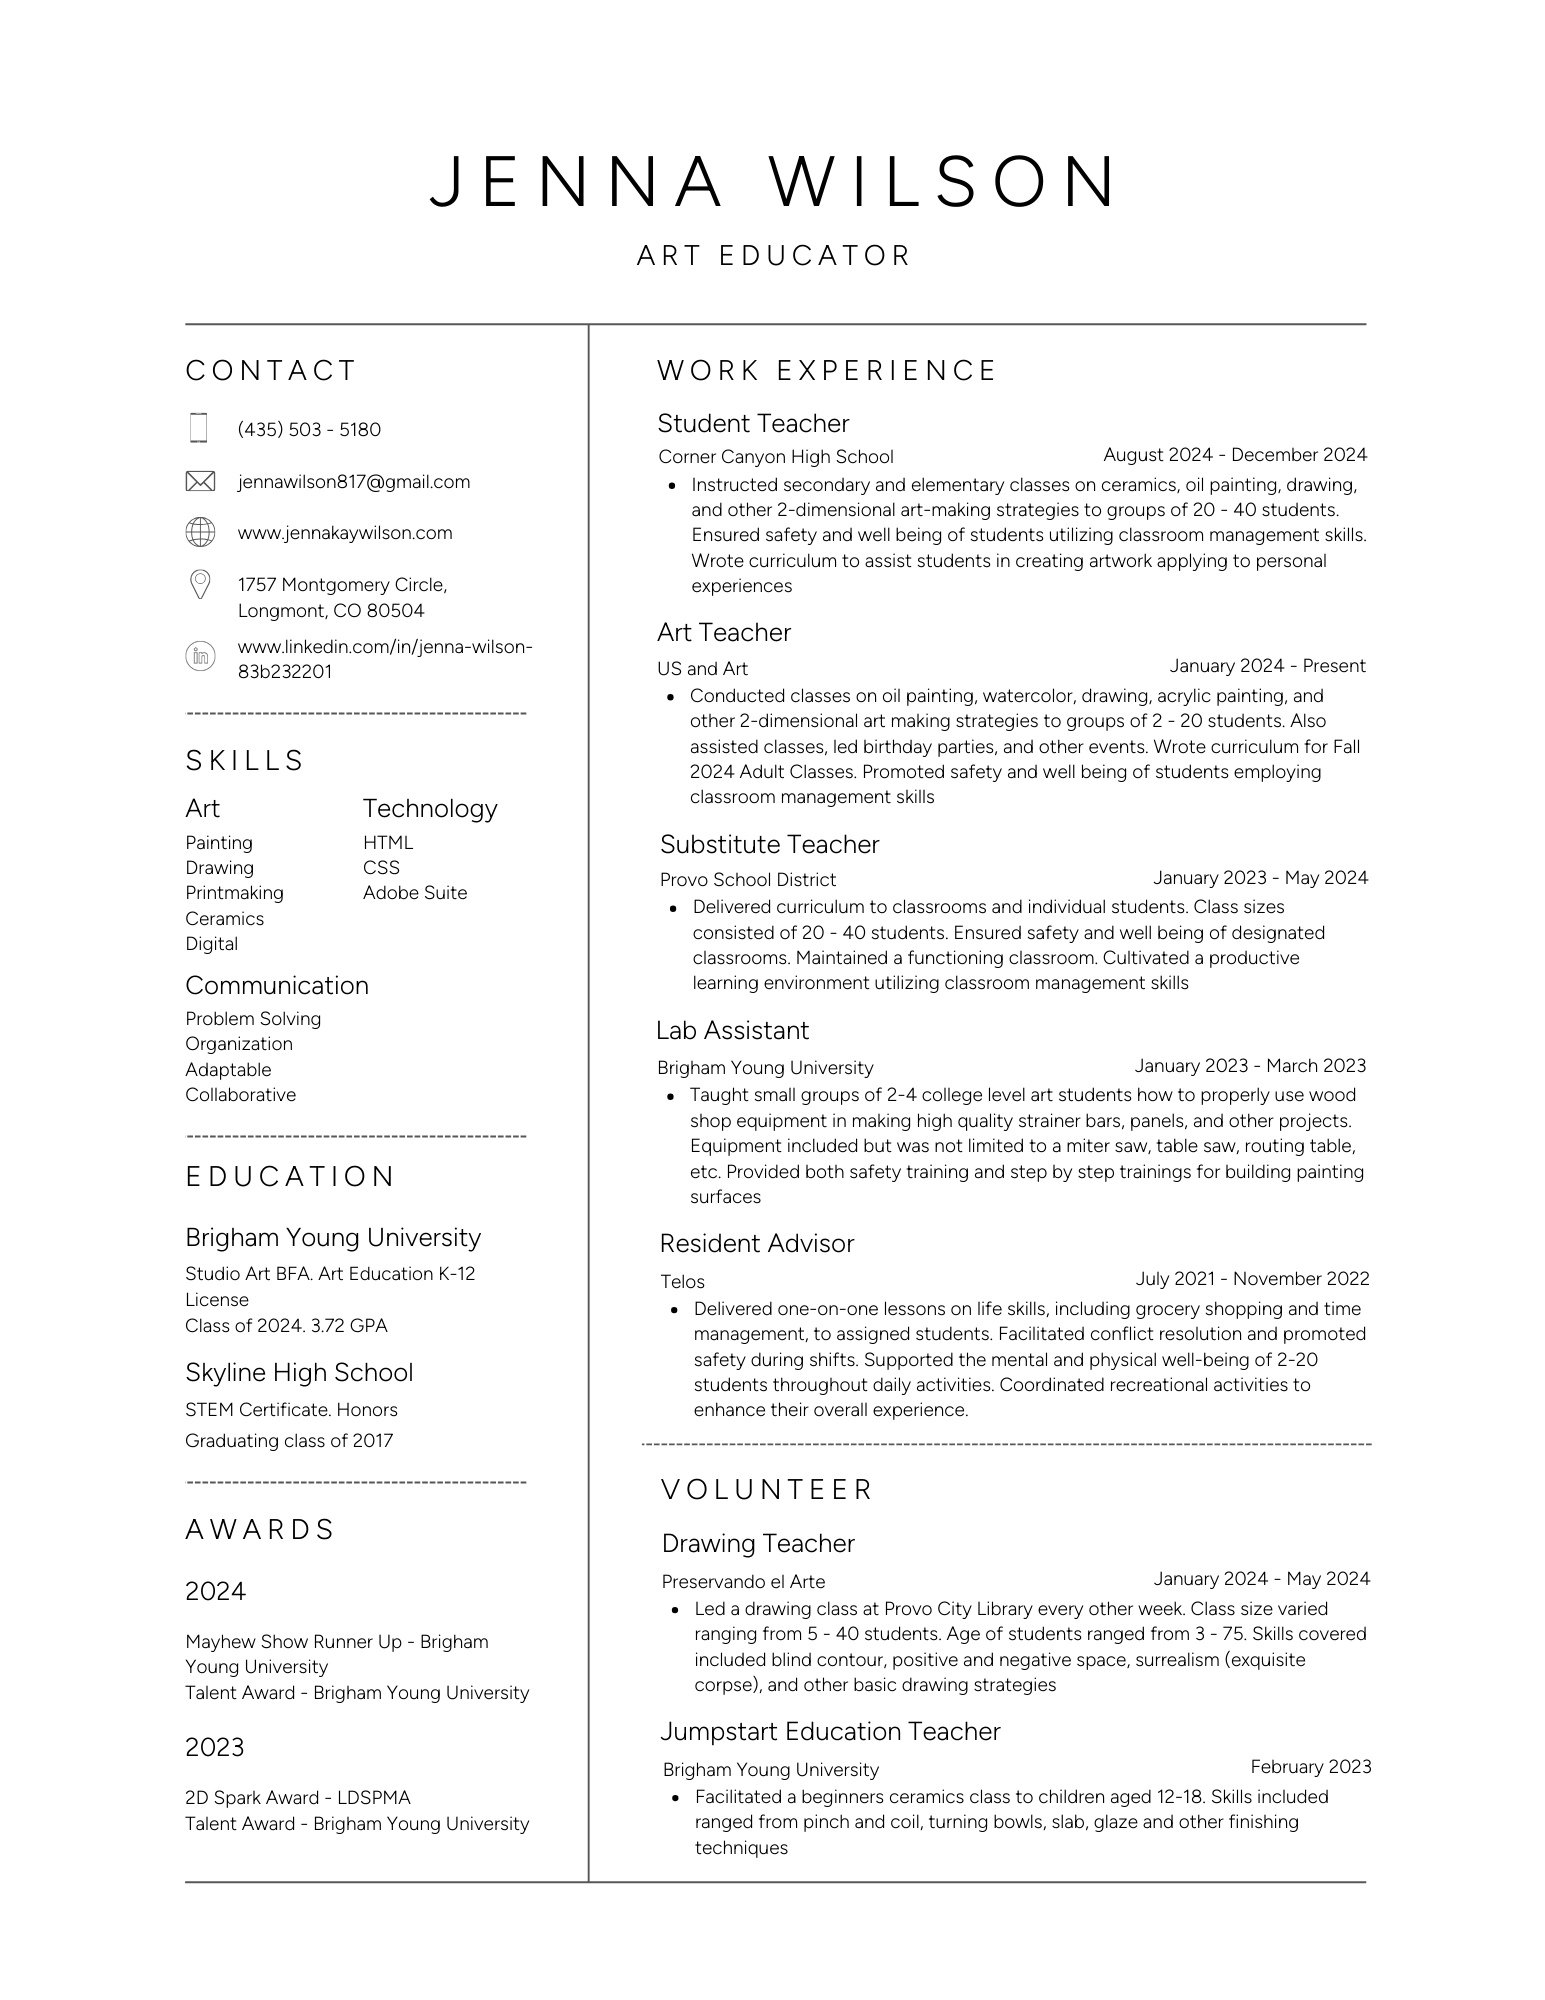 JENNA WILSON
ART EDUCATOR
CONTACT
(435) 503 - 5180
jennawilson817@gmail.com
www.jennakaywilson.com
1757 Montgomery Circle,
Longmont, CO 80504
www.linkedin.com/in/jenna-wilson-
83b232201
SKILLS
Art
Painting
Drawing
Printmaking
Ceramics
Digital
Technology
HTML
CSS
Adobe Suite
Communication
Problem Solving
Organization
Adaptable
Collaborative
EDUCATION
Brigham Young University
Studio Art BFA. Art Education K-12
License
Class of 2024. 3.72 GPA
Skyline High School
STEM Certificate. Honors
Graduating class of 2017
AWARDS
2024
Mayhew Show Runner Up - Brigham
Young University
Talent Award - Brigham Young University
2023
2D Spark Award - LDSPMA
Talent Award - Brigham Young University
WORK EXPERIENCE
Student Teacher
Corner Canyon High School August 2024 - December 2024
• Instructed secondary and elementary classes on ceramics, oil painting, drawing,
and other 2-dimensional art-making strategies to groups of 20 - 40 students.
Ensured safety and well being of students utilizing classroom management skills.
Wrote curriculum to assist students in creating artwork applying to personal
experiences
Art Teacher
US and Art January 2024 - Present
• Conducted classes on oil painting, watercolor, drawing, acrylic painting, and
other 2-dimensional art making strategies to groups of 2 - 20 students. Also
assisted classes, led birthday parties, and other events. Wrote curriculum for Fall
2024 Adult Classes. Promoted safety and well being of students employing
classroom management skills
Substitute Teacher
Provo School District January 2023 - May 2024
• Delivered curriculum to classrooms and individual students. Class sizes
consisted of 20 - 40 students. Ensured safety and well being of designated
classrooms. Maintained a functioning classroom. Cultivated a productive
learning environment utilizing classroom management skills
Lab Assistant
Brigham Young University January 2023 - March 2023
• Taught small groups of 2-4 college level art students how to properly use wood
shop equipment in making high quality strainer bars, panels, and other projects.
Equipment included but was not limited to a miter saw, table saw, routing table,
etc. Provided both safety training and step by step trainings for building painting
surfaces
Resident Advisor
Telos July 2021 - November 2022
• Delivered one-on-one lessons on life skills, including grocery shopping and time
management, to assigned students. Facilitated conflict resolution and promoted
safety during shifts. Supported the mental and physical well-being of 2-20
students throughout daily activities. Coordinated recreational activities to
enhance their overall experience.
VOLUNTEER
Drawing Teacher
Preservando el Arte January 2024 - May 2024
• Led a drawing class at Provo City Library every other week. Class size varied
ranging from 5 - 40 students. Age of students ranged from 3 - 75. Skills covered
included blind contour, positive and negative space, surrealism (exquisite
corpse), and other basic drawing strategies
Jumpstart Education Teacher
Brigham Young University February 2023
• Facilitated a beginners ceramics class to children aged 12-18. Skills included
ranged from pinch and coil, turning bowls, slab, glaze and other finishing
techniques